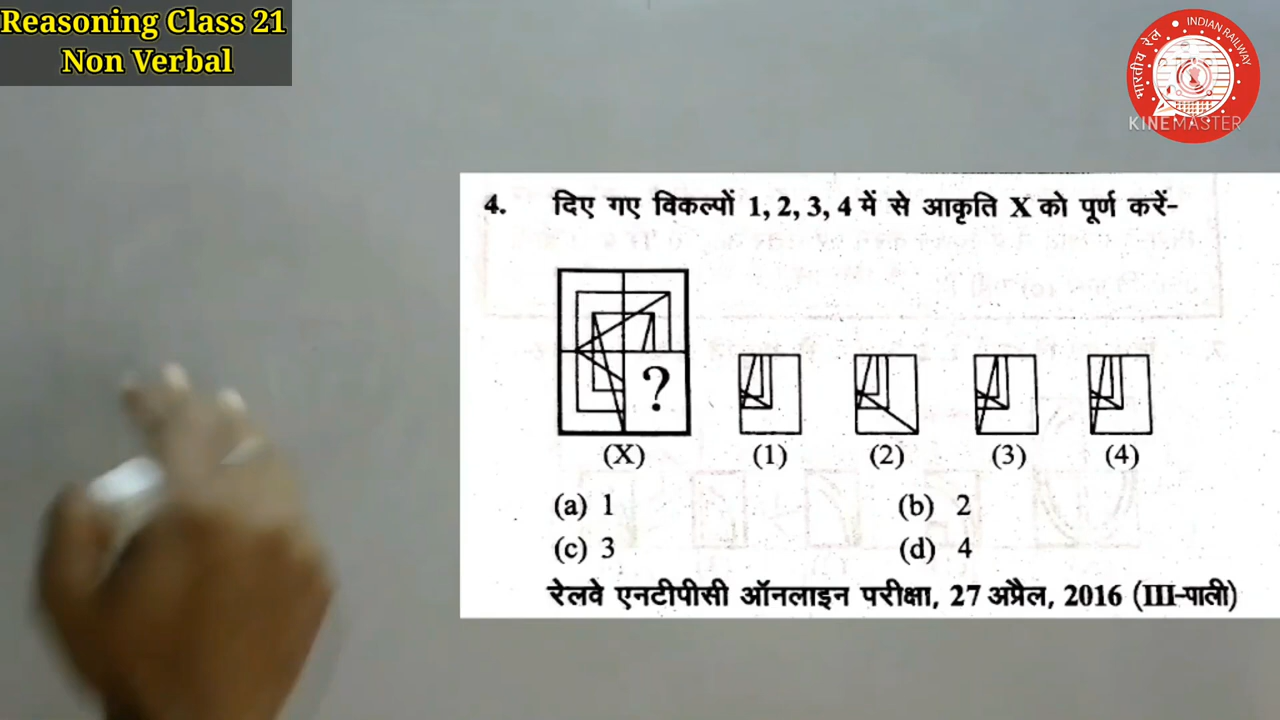 Reasoning Class 21
Non Verbal
भारतीय रेल
INDIAN RAILWAY
KINEMASTER
4. दिए गए विकल्पों 1, 2, 3, 4 में से आकृति X को पूर्ण करें-
?
(X) (1) (2) (3) (4)
(a) 1 (b) 2
(c) 3 (d) 4
रेलवे एनटीपीसी ऑनलाइन परीक्षा, 27 अप्रैल, 2016 (III-पाली)